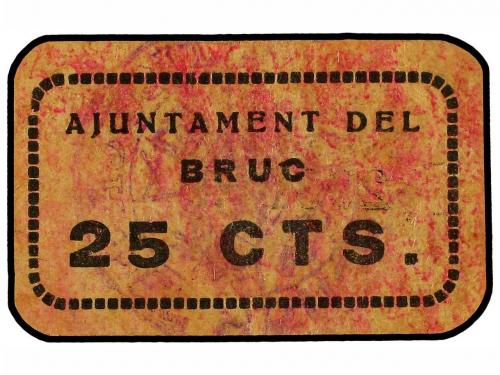 AJUNTAMENT DEL
BRUC
25 CTS.